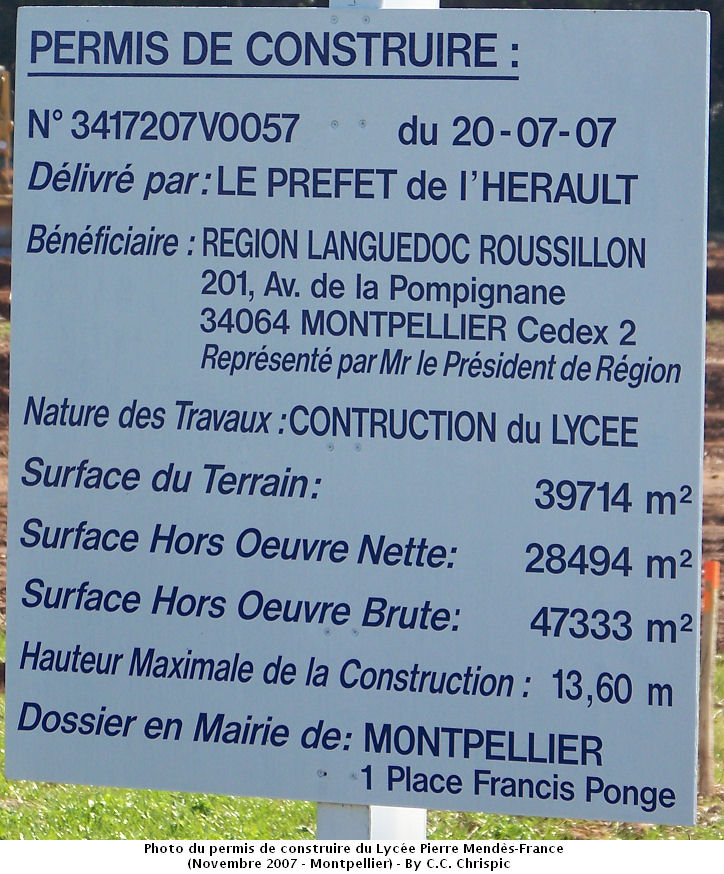 PERMIS DE CONSTRUIRE :
N° 3417207V0057 du 20-07-07
Délivré par : LE PREFET de l'HERAULT
Bénéficiaire : REGION LANGUEDOC ROUSSILLON
201, Av. de la Pompignane
34064 MONTPELLIER Cedex 2
Représenté par Mr le Président de Région
Nature des Travaux : CONTRUCTION du LYCEE
Surface du Terrain: 39714 m²
Surface Hors Oeuvre Nette: 28494 m²
Surface Hors Oeuvre Brute: 47333 m²
Hauteur Maximale de la Construction : 13,60 m
Dossier en Mairie de: MONTPELLIER
1 Place Francis Ponge
Photo du permis de construire du Lycée Pierre Mendès-France
(Novembre 2007 - Montpellier) - By C.C. Chrispic